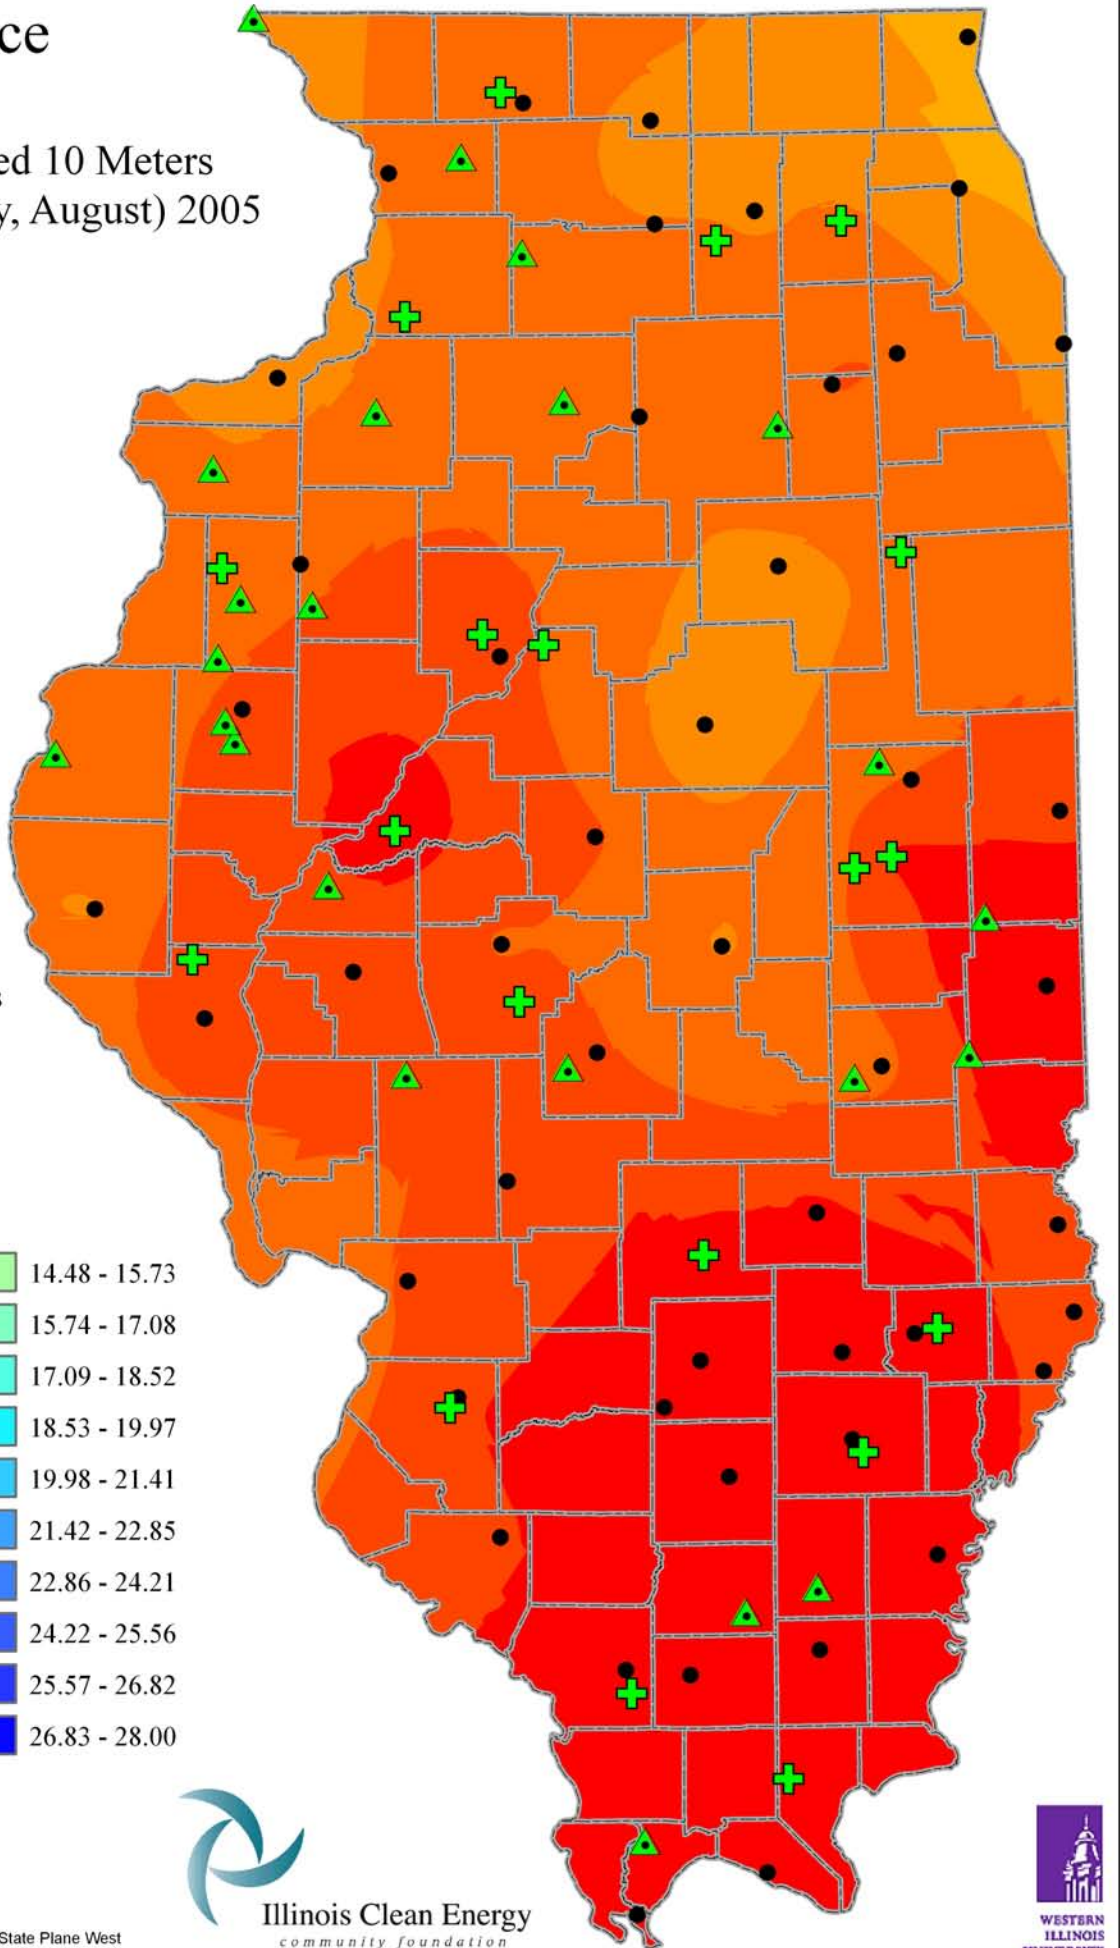 ce
ed 10 Meters
y, August) 2005
s
14.48 - 15.73
15.74 - 17.08
17.09 - 18.52
18.53 - 19.97
19.98 - 21.41
21.42 - 22.85
22.86 - 24.21
24.22 - 25.56
25.57 - 26.82
26.83 - 28.00
Illinois Clean Energy
community foundation
State Plane West
WESTERN
ILLINOIS